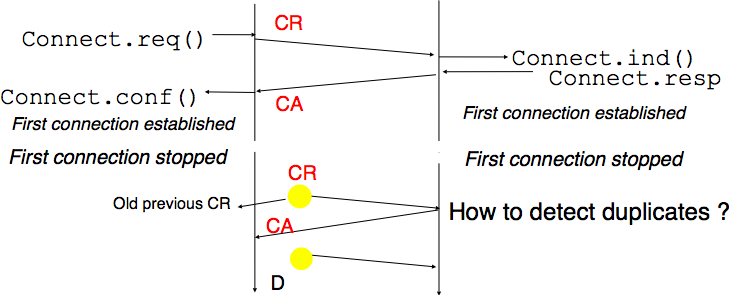 CR
Connect.req()
Connect.ind()
Connect.resp
Connect.conf()
CA
First connection established
First connection established
First connection stopped
First connection stopped
CR
Old previous CR
How to detect duplicates ?
CA
D